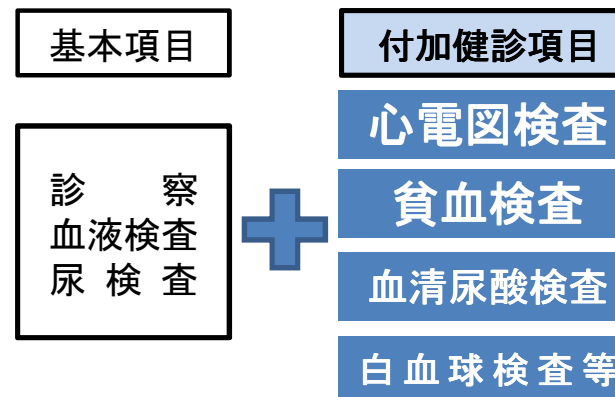 基本項目
診 察
血液検査
尿 検 査
付加健診項目
心電図検査
貧血検査
血清尿酸検査
白血球検査等